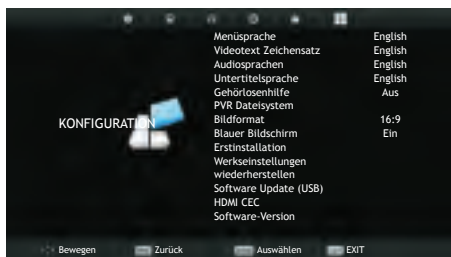 Menüsprache English
Videotext Zeichensatz English
Audiosprachen English
Untertitelsprache English
Gehörlosenhilfe Aus
PVR Dateisystem
KONFIGURATION
Bildformat 16:9
Blauer Bildschirm Ein
Erstinstallation
Werkseinstellungen
wiederherstellen
Software Update (USB)
HDMI CEC
Software-Version
Bewegen Zurück Auswählen EXIT